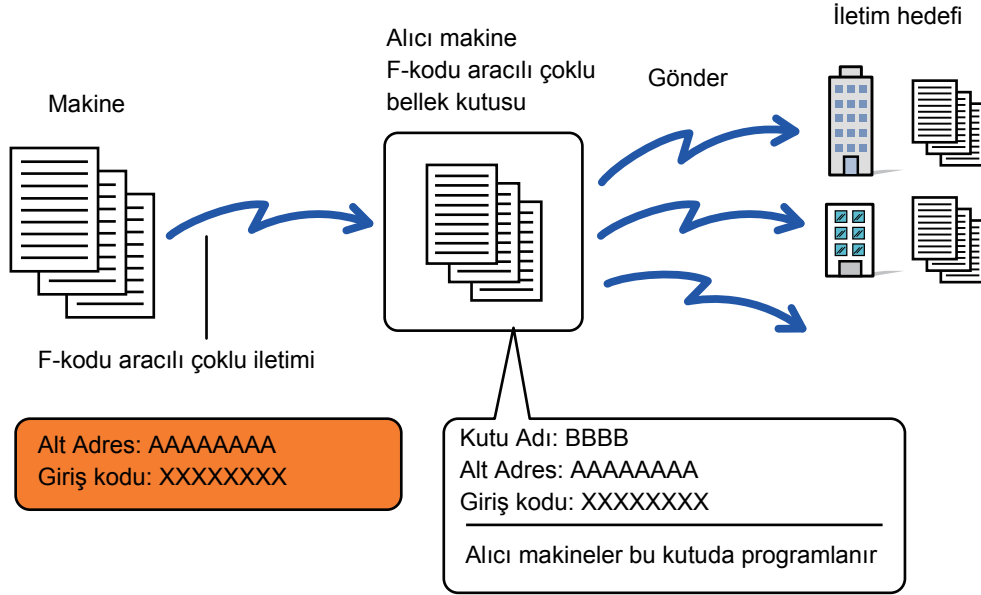 Makine
Alıcı makine
F-kodu aracılı çoklu
bellek kutusu
Gönder
İletim hedefi
F-kodu aracılı çoklu iletimi
Alt Adres: AAAAAAAA
Giriş kodu: XXXXXXXX
Kutu Adı: BBBB
Alt Adres: AAAAAAAA
Giriş kodu: XXXXXXXX
Alıcı makineler bu kutuda programlanır